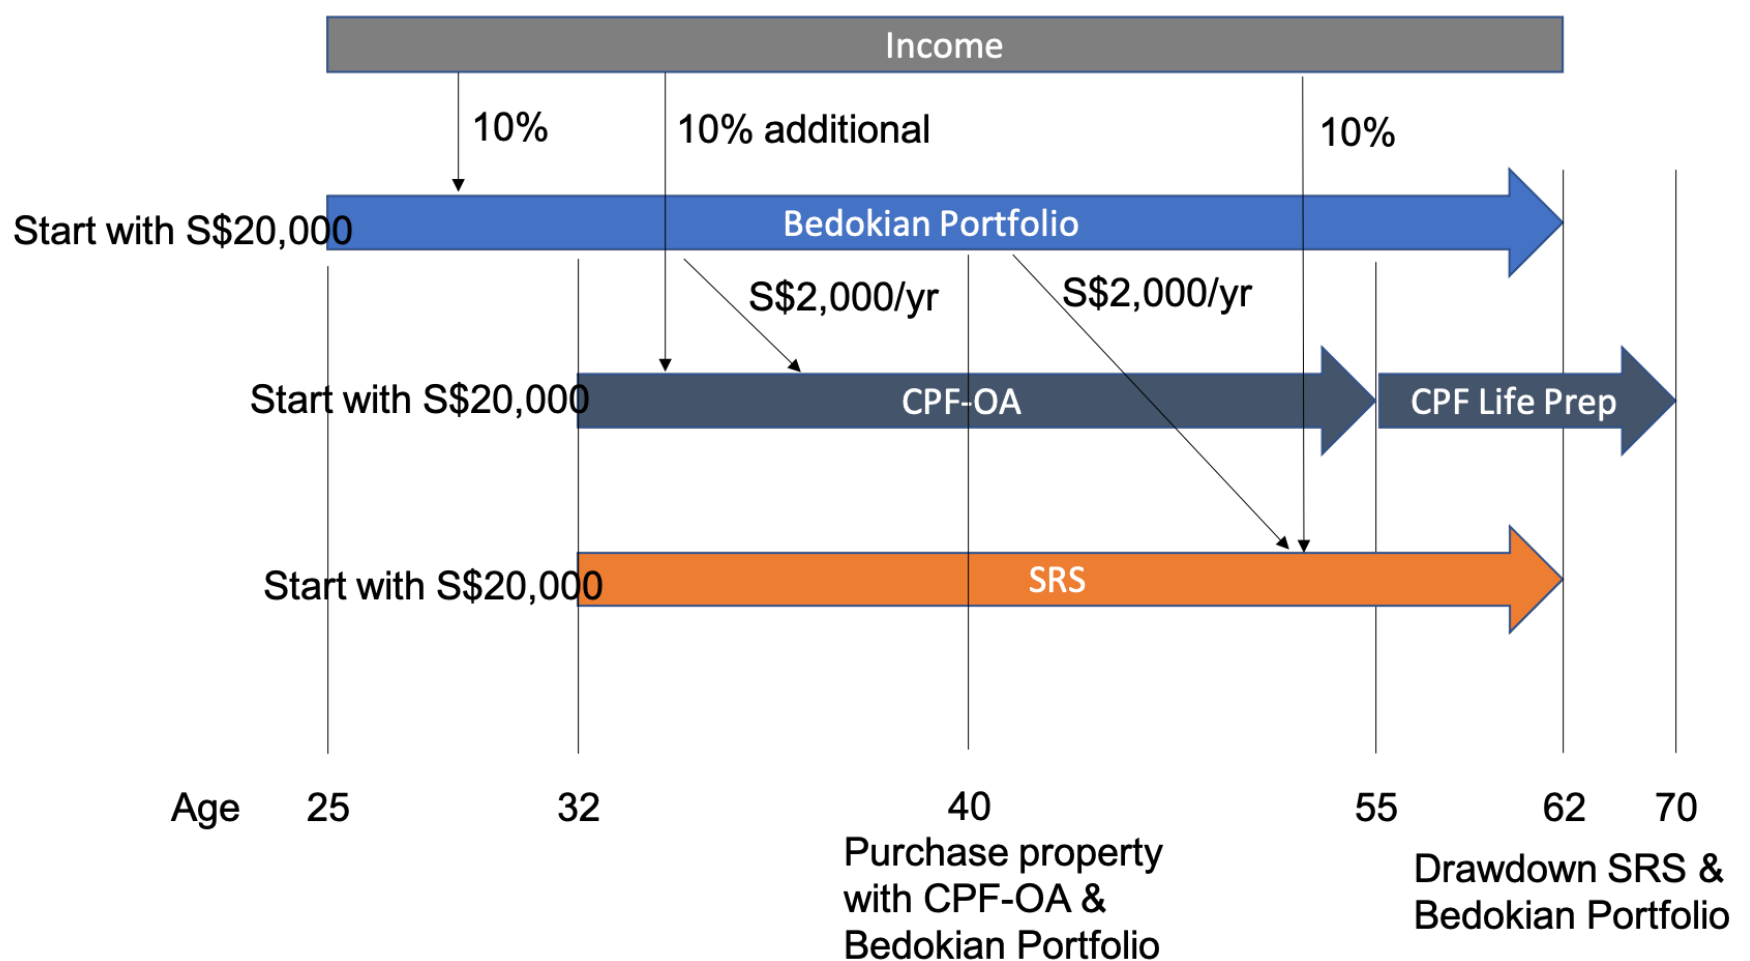 Income
10%
10% additional
10%
Start with S$20,000
Bedokian Portfolio
S$2,000/yr
S$2,000/yr
Start with S$20,000
CPF-OA
CPF Life Prep
Start with S$20,000
SRS
Age
25
32
40
55
62
70
Purchase property
with CPF-OA &
Bedokian Portfolio
Drawdown SRS &
Bedokian Portfolio